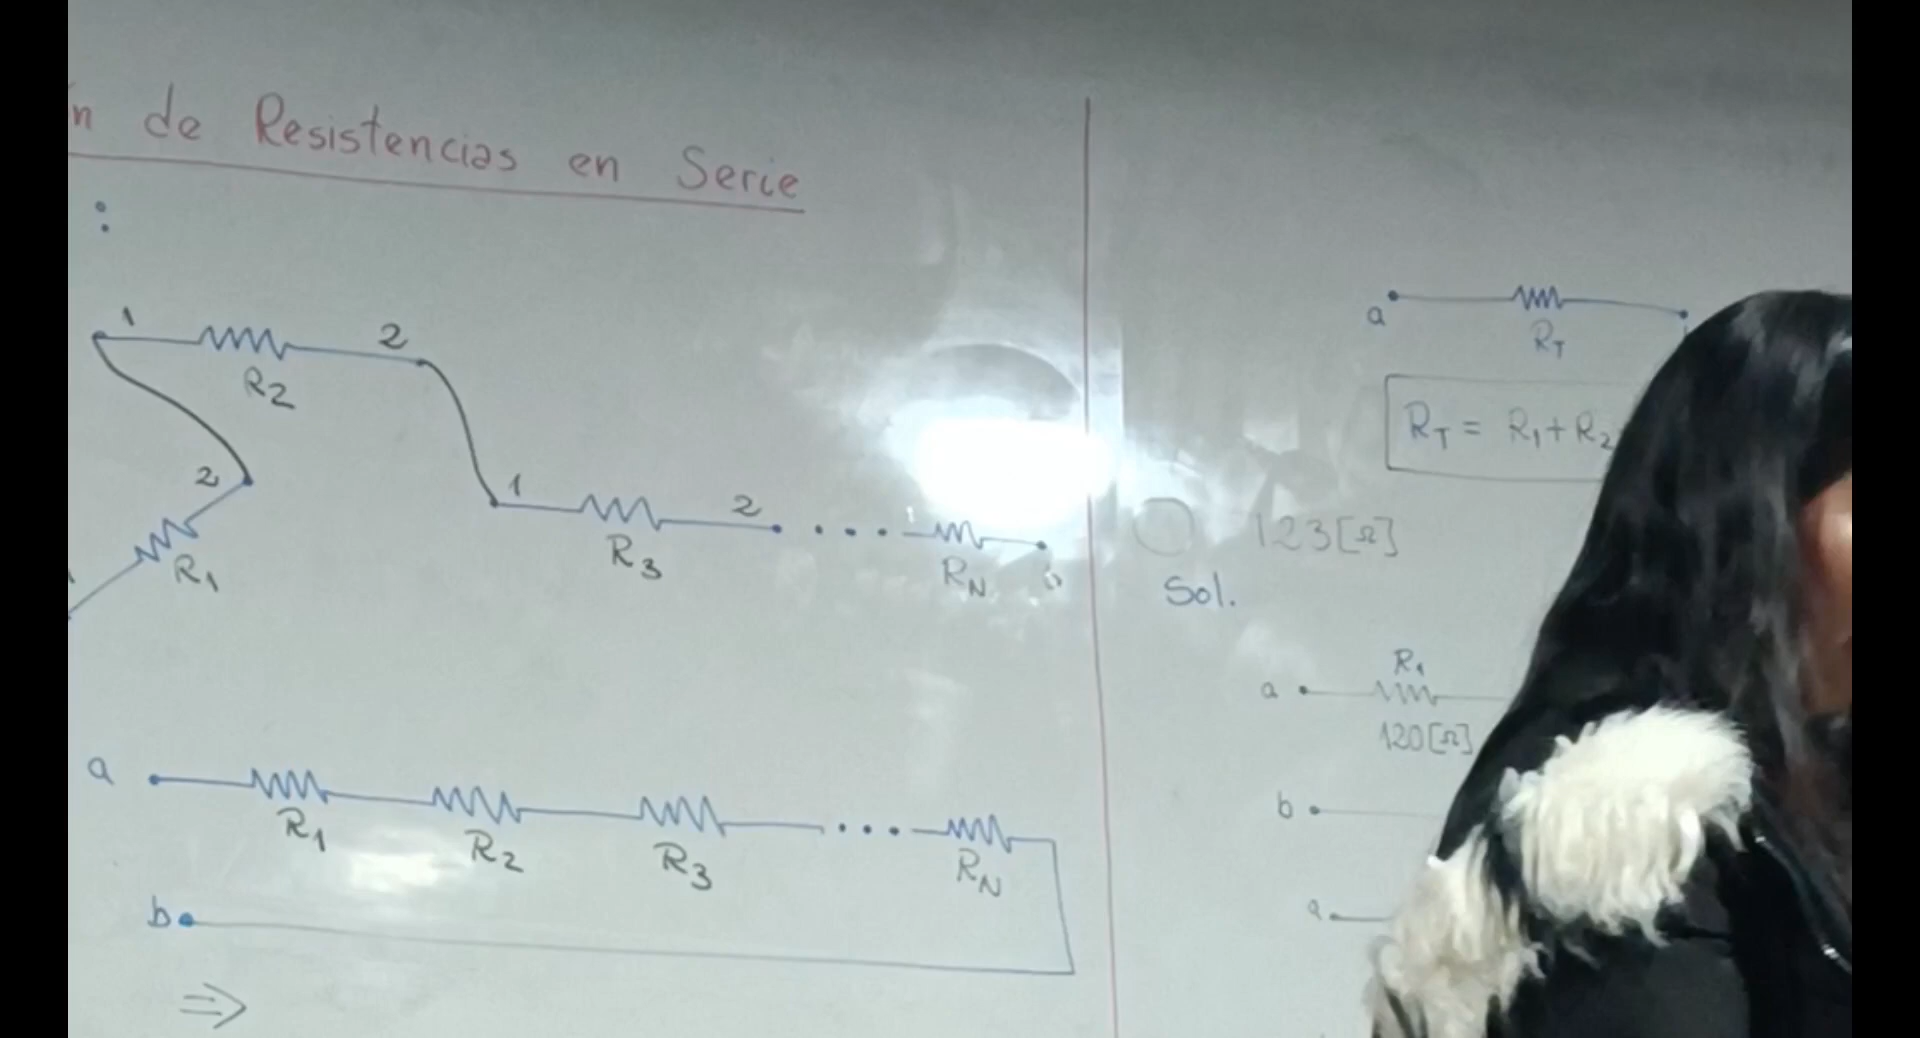 n de Resistencias en Serie
:
1 2
R2
2
R1
1 2 . . . .
R3 RN
a
R1 R2 R3 . . . RN
b
⇒
a
RT
RT = R1+R2
123[Ω]
Sol.
R1
a
120[Ω]
b
a